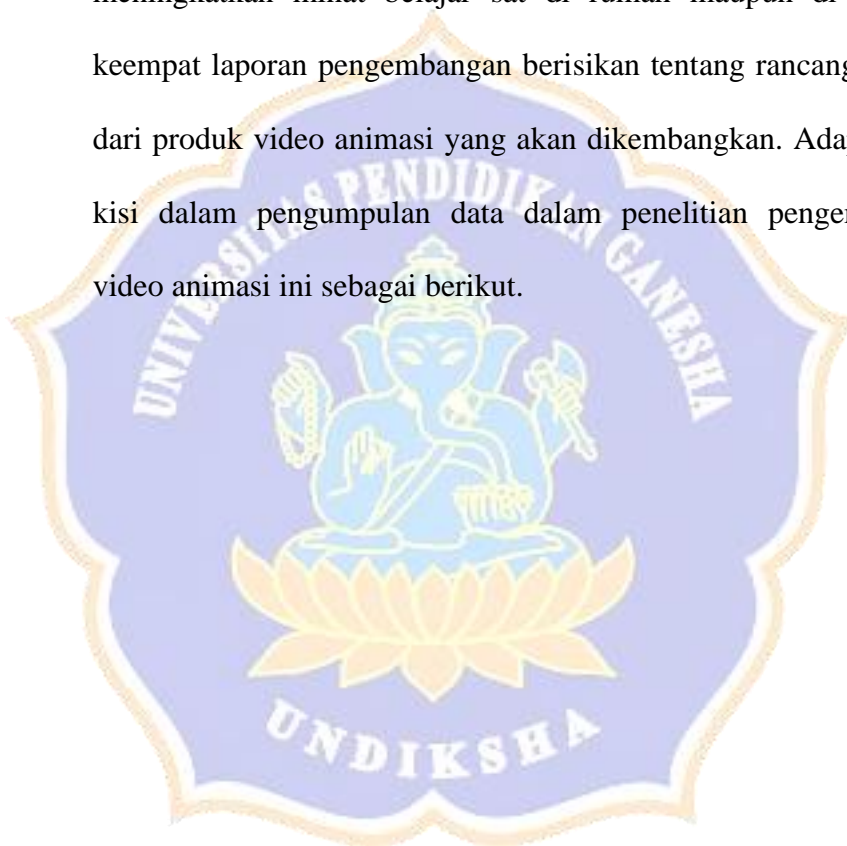 meningkatkan minat belajar sat di rumah maupun di
keempat laporan pengembangan berisikan tentang rancang
dari produk video animasi yang akan dikembangkan. Ada
kisi dalam pengumpulan data dalam penelitian penge
video animasi ini sebagai berikut.
UNIVERSITAS PENDIDIKAN GANESHA
UNDIKSHA